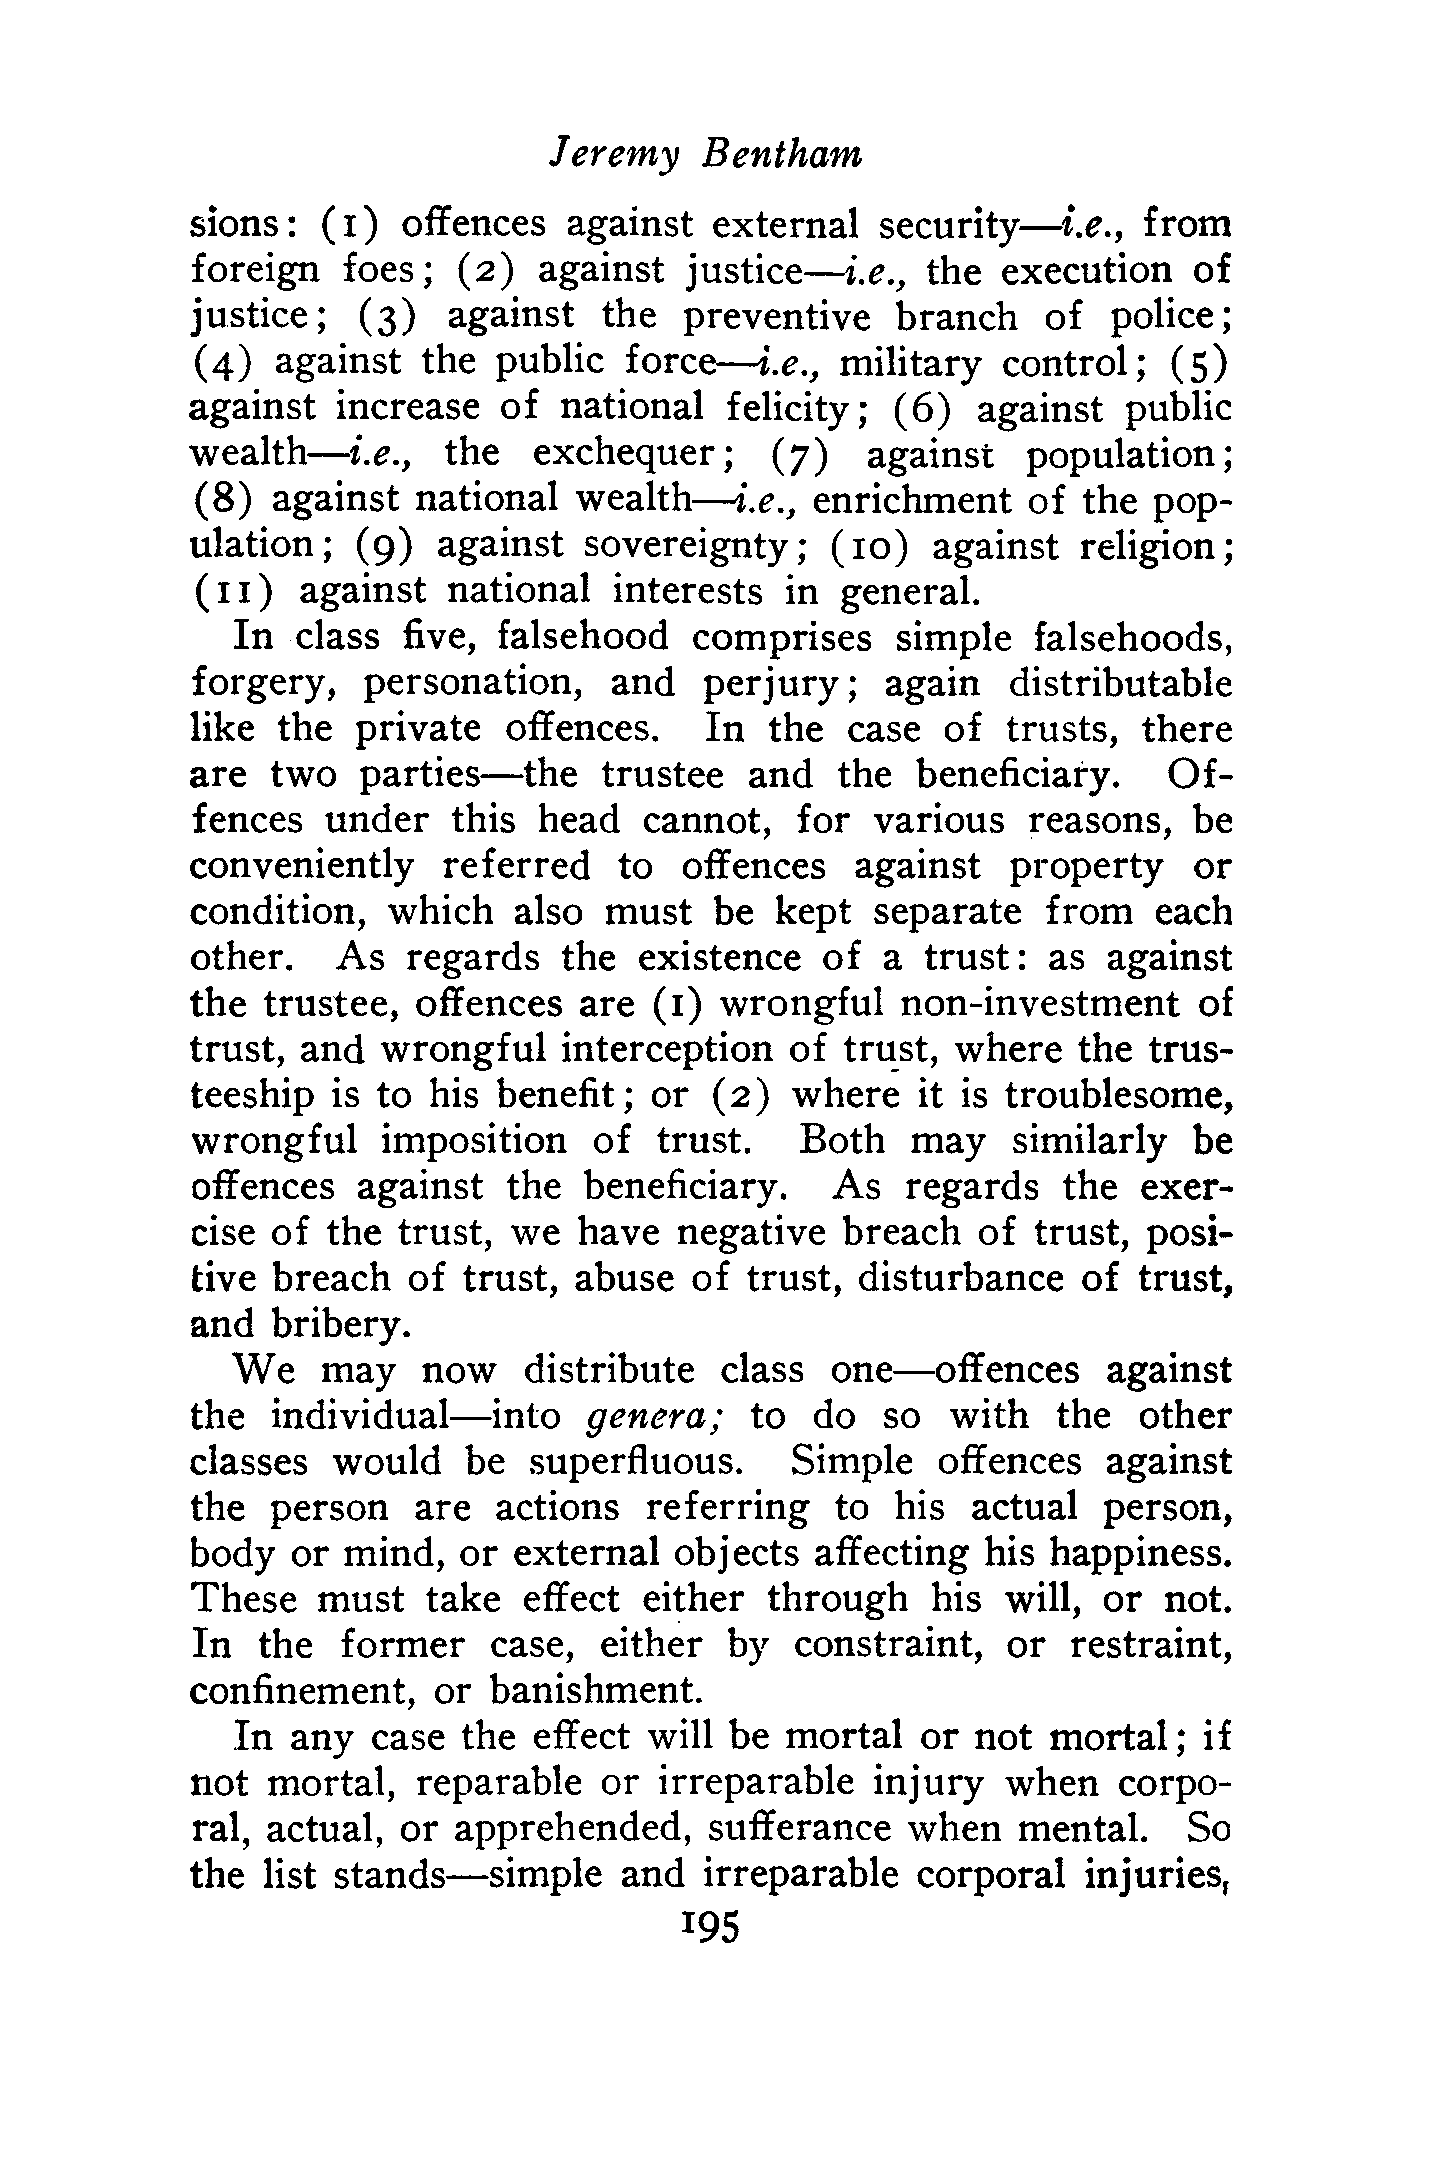 Jeremy Bentham
sions: (1) offences against external security—i.e., from
foreign foes; (2) against justice—i.e., the execution of
justice; (3) against the preventive branch of police;
(4) against the public force—i.e., military control; (5)
against increase of national felicity; (6) against public
wealth—i.e., the exchequer; (7) against population;
(8) against national wealth—i.e., enrichment of the pop-
ulation; (9) against sovereignty; (10) against religion;
(11) against national interests in general.
In class five, falsehood comprises simple falsehoods,
forgery, personation, and perjury; again distributable
like the private offences. In the case of trusts, there
are two parties—the trustee and the beneficiary. Of-
fences under this head cannot, for various reasons, be
conveniently referred to offences against property or
condition, which also must be kept separate from each
other. As regards the existence of a trust: as against
the trustee, offences are (1) wrongful non-investment of
trust, and wrongful interception of trust, where the trus-
teeship is to his benefit; or (2) where it is troublesome,
wrongful imposition of trust. Both may similarly be
offences against the beneficiary. As regards the exer-
cise of the trust, we have negative breach of trust, posi-
tive breach of trust, abuse of trust, disturbance of trust,
and bribery.
We may now distribute class one—offences against
the individual—into genera; to do so with the other
classes would be superfluous. Simple offences against
the person are actions referring to his actual person,
body or mind, or external objects affecting his happiness.
These must take effect either through his will, or not.
In the former case, either by constraint, or restraint,
confinement, or banishment.
In any case the effect will be mortal or not mortal; if
not mortal, reparable or irreparable injury when corpo-
ral, actual, or apprehended, sufferance when mental. So
the list stands—simple and irreparable corporal injuries,
195